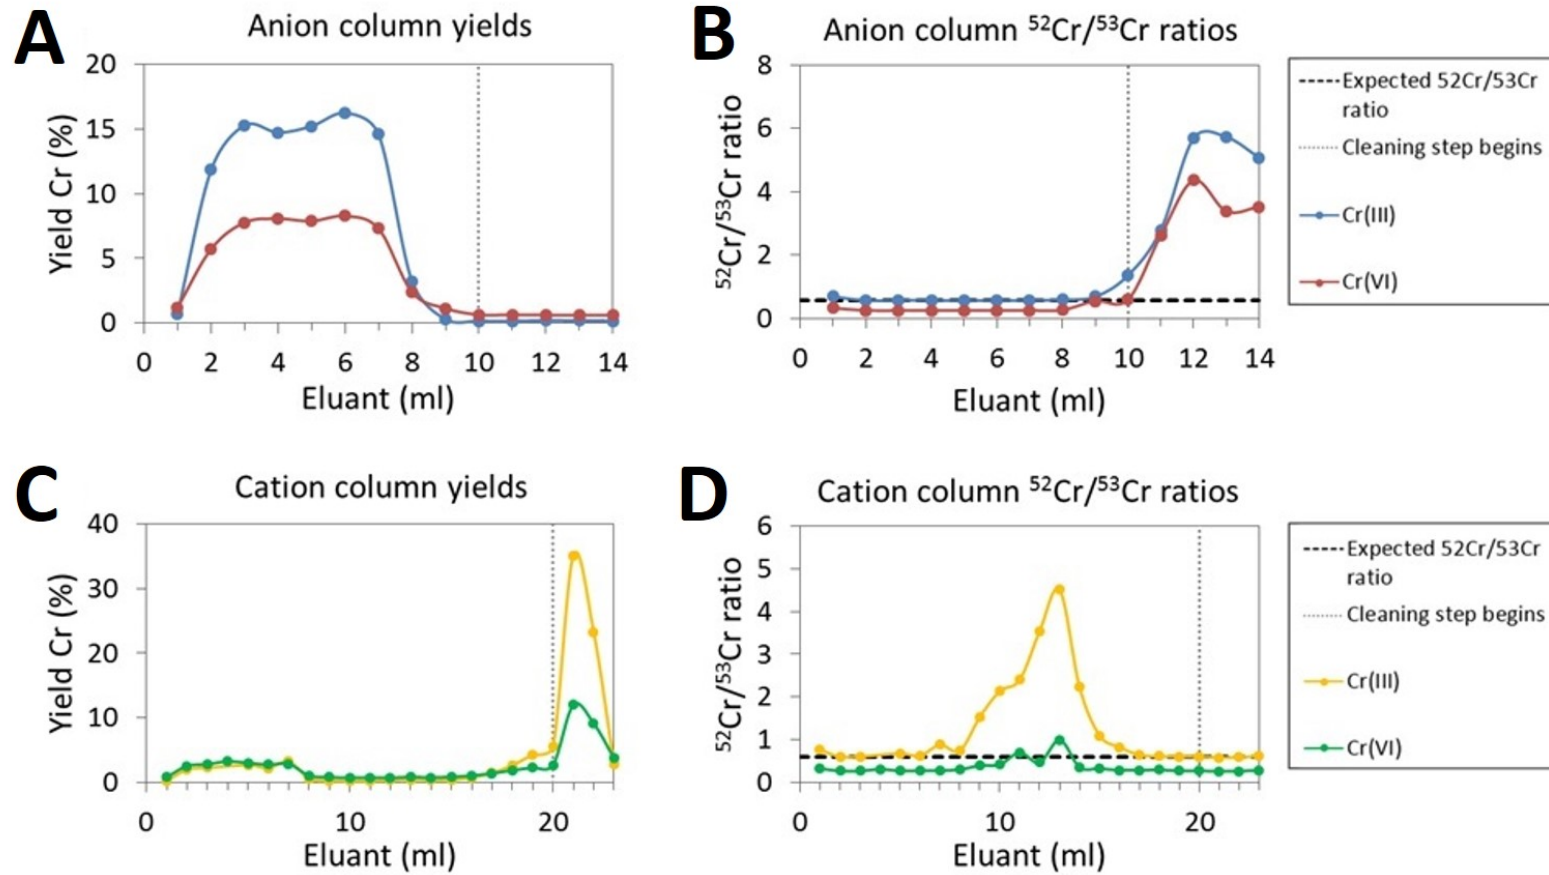 A
Anion column yields
Yield Cr (%)
20
15
10
5
0
0 2 4 6 8 10 12 14
Eluant (ml)
B
Anion column ⁵²Cr/⁵³Cr ratios
⁵²Cr/⁵³Cr ratio
8
6
4
2
0
0 2 4 6 8 10 12 14
Eluant (ml)
Expected 52Cr/53Cr
ratio
Cleaning step begins
Cr(III)
Cr(VI)
C
Cation column yields
Yield Cr (%)
40
30
20
10
0
0 10 20
Eluant (ml)
D
Cation column ⁵²Cr/⁵³Cr ratios
⁵²Cr/⁵³Cr ratio
6
5
4
3
2
1
0
0 10 20
Eluant (ml)
Expected 52Cr/53Cr
ratio
Cleaning step begins
Cr(III)
Cr(VI)